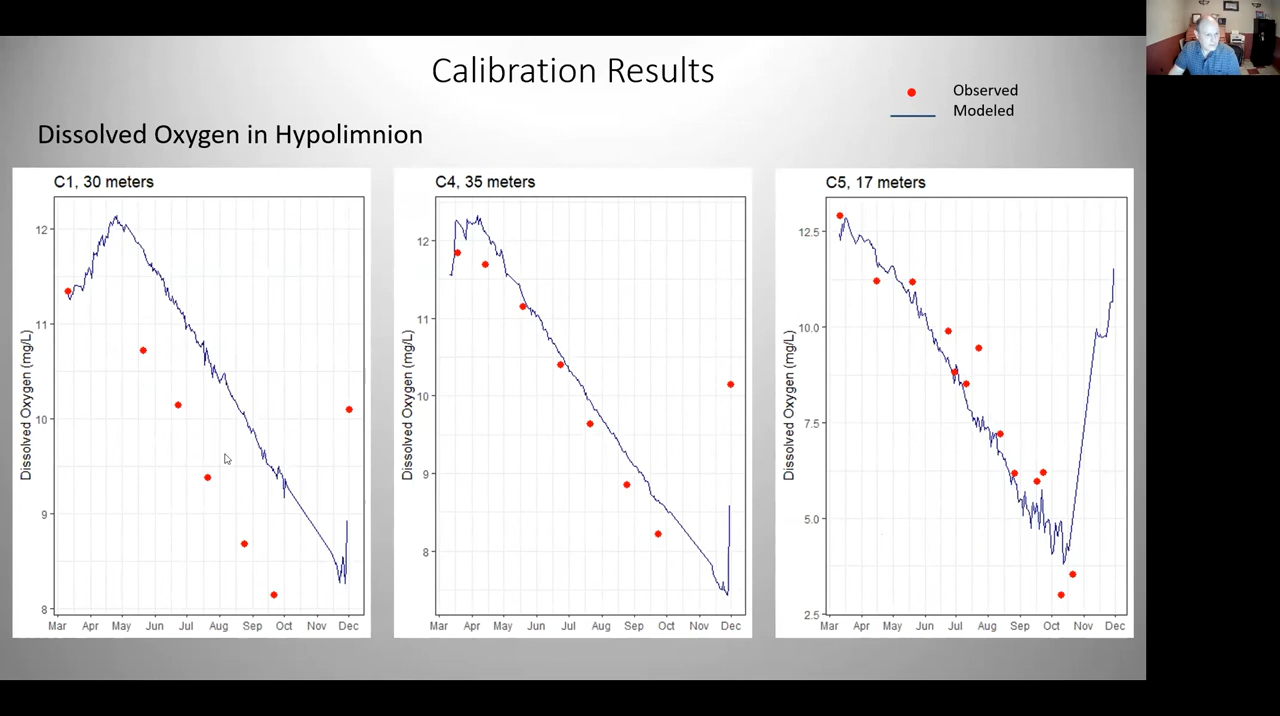 Calibration Results
Observed
Modeled
Dissolved Oxygen in Hypolimnion
C1, 30 meters
Dissolved Oxygen (mg/L)
12
11
10
9
8
Mar Apr May Jun Jul Aug Sep Oct Nov Dec
C4, 35 meters
Dissolved Oxygen (mg/L)
12
11
10
9
8
Mar Apr May Jun Jul Aug Sep Oct Nov Dec
C5, 17 meters
Dissolved Oxygen (mg/L)
12.5
10.0
7.5
5.0
2.5
Mar Apr May Jun Jul Aug Sep Oct Nov Dec